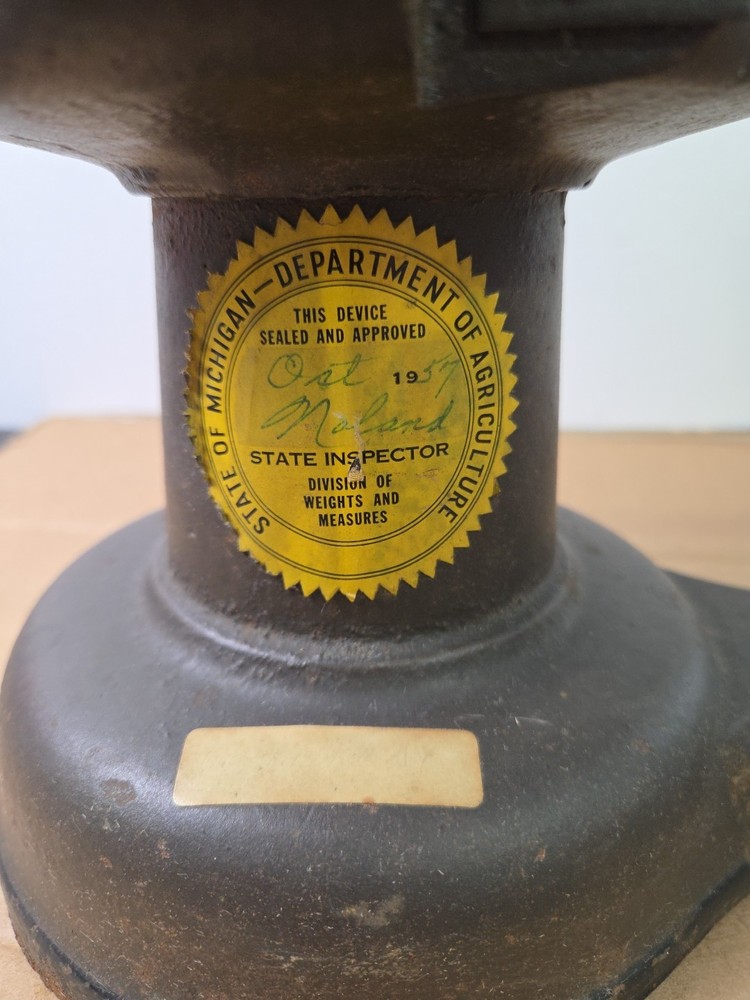 STATE OF MICHIGAN—DEPARTMENT OF AGRICULTURE
THIS DEVICE
SEALED AND APPROVED
Oct 1957
Noland
STATE INSPECTOR
DIVISION OF
WEIGHTS AND
MEASURES